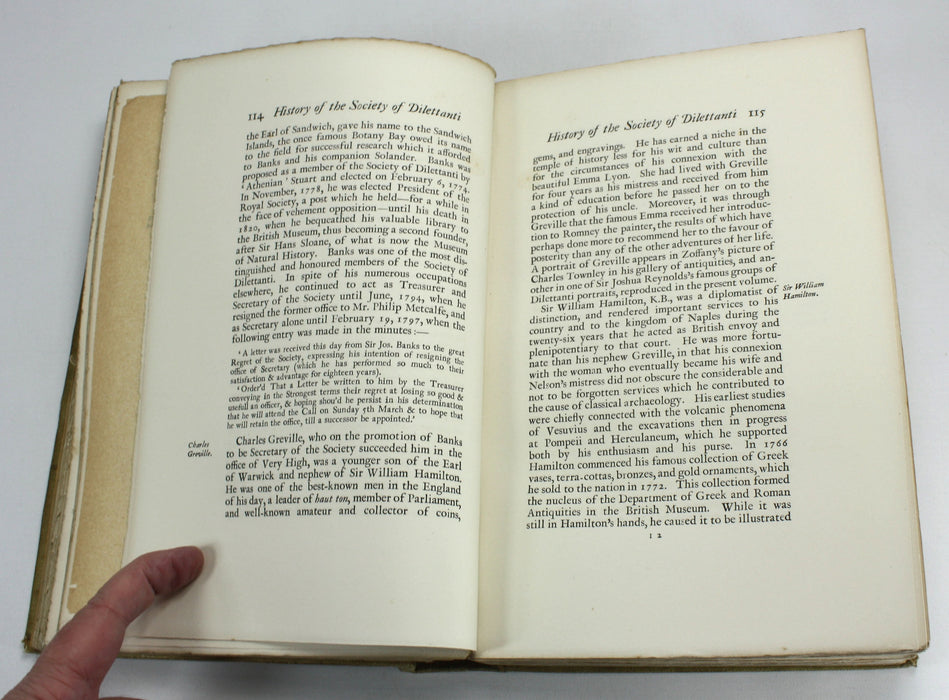 114 History of the Society of Dilettanti
the Earl of Sandwich, gave his name to the Sandwich
Islands, the once famous Botany Bay owed its name
to the field for successful research which it afforded
to Banks and his companion Solander. Banks was
proposed as a member of the Society of Dilettanti by
‘Athenian’ Stuart and elected on February 6, 1774.
In November, 1778, he was elected President of the
Royal Society, a post which he held—for a while in
the face of vehement opposition—until his death in
1820, when he bequeathed his valuable library to
the British Museum, thus becoming a second founder,
after Sir Hans Sloane, of what is now the Museum
of Natural History. Banks was one of the most dis-
tinguished and honoured members of the Society of
Dilettanti. In spite of his numerous occupations
elsewhere, he continued to act as Treasurer and
Secretary of the Society until June, 1794, when he
resigned the former office to Mr. Philip Metcalfe, and
as Secretary alone until February 19, 1797, when the
following entry was made in the minutes :—
‘A letter was received this day from Sir Jos. Banks to the great
Regret of the Society, expressing his intention of resigning the
office of Secretary (which he has performed so much to their
satisfaction & advantage for eighteen years).
‘Order'd That a Letter be written to him by the Treasurer
conveying in the Strongest terms their regret at losing so good &
usefull an officer, & hoping shou'd he persist in his determination
that he will attend the Call on Sunday 5th March & to hope that
he will retain the office, till a successor be appointed.’
Charles
Greville.
Charles Greville, who on the promotion of Banks
to be Secretary of the Society succeeded him in the
office of Very High, was a younger son of the Earl
of Warwick and nephew of Sir William Hamilton.
He was one of the best-known men in the England
of his day, a leader of haut ton, member of Parliament,
and well-known amateur and collector of coins,
History of the Society of Dilettanti 115
gems, and engravings. He has earned a niche in the
temple of history less for his wit and culture than
for the circumstances of his connexion with the
beautiful Emma Lyon. She had lived with Greville
for four years as his mistress and received from him
a kind of education before he passed her on to the
protection of his uncle. Moreover, it was through
Greville that the famous Emma received her introduc-
tion to Romney the painter, the results of which have
perhaps done more to recommend her to the favour of
posterity than any of the other adventures of her life.
A portrait of Greville appears in Zoffany's picture of
Charles Townley in his gallery of antiquities, and an-
other in one of Sir Joshua Reynolds's famous groups of
Dilettanti portraits, reproduced in the present volume.
Sir William Hamilton, K.B., was a diplomatist of
Sir William
Hamilton.
distinction, and rendered important services to his
country and to the kingdom of Naples during the
twenty-six years that he acted as British envoy and
plenipotentiary to that court. He was more fortu-
nate than his nephew Greville, in that his connexion
with the woman who eventually became his wife and
Nelson's mistress did not obscure the considerable and
not to be forgotten services which he contributed to
the cause of classical archaeology. His earliest studies
were chiefly connected with the volcanic phenomena
of Vesuvius and the excavations then in progress
at Pompeii and Herculaneum, which he supported
both by his enthusiasm and his purse. In 1766
Hamilton commenced his famous collection of Greek
vases, terra-cottas, bronzes, and gold ornaments, which
he sold to the nation in 1772. This collection formed
the nucleus of the Department of Greek and Roman
Antiquities in the British Museum. While it was
still in Hamilton's hands, he caused it to be illustrated
I 2